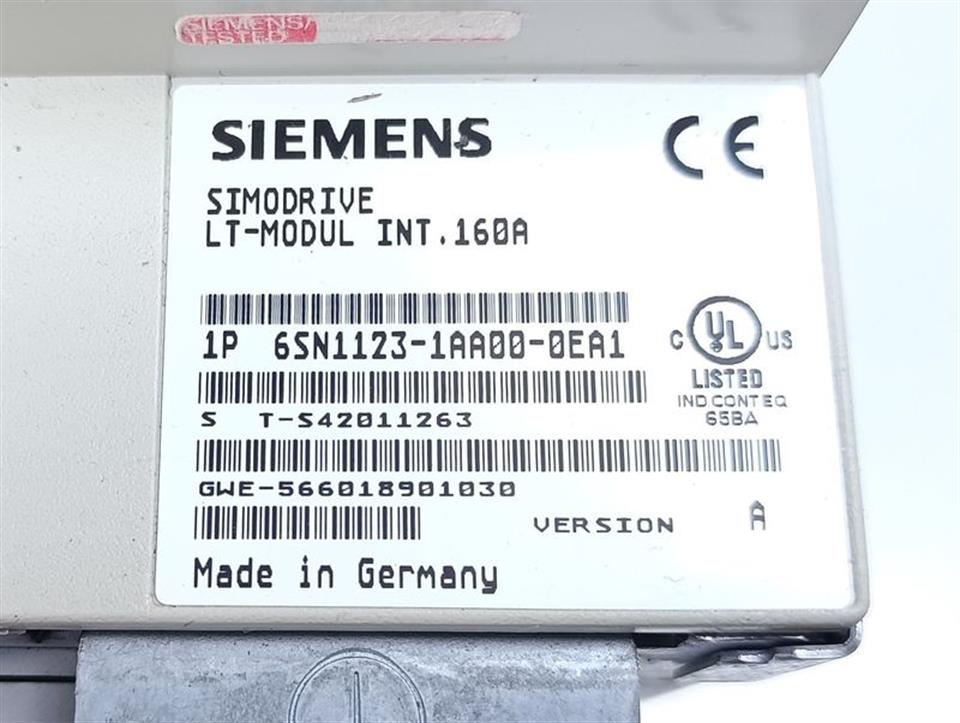 SIEMENS/
TESTED
SIEMENS
CE
SIMODRIVE
LT-MODUL INT.160A
1P 6SN1123-1AA00-0EA1
C UL US
LISTED
IND CONT EQ
65BA
S T-S42011263
GWE-566018901030
VERSION A
Made in Germany